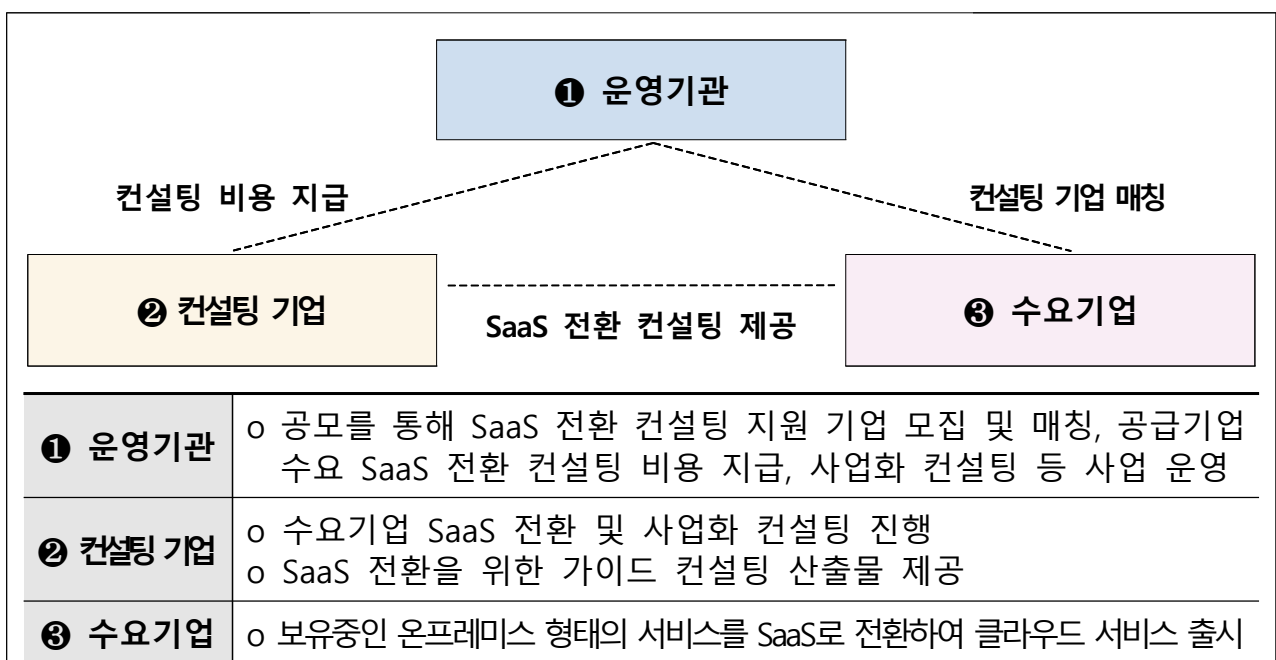 ❶ 운영기관
컨설팅 비용 지급
컨설팅 기업 매칭
❷ 컨설팅 기업
SaaS 전환 컨설팅 제공
❸ 수요기업
❶ 운영기관
o 공모를 통해 SaaS 전환 컨설팅 지원 기업 모집 및 매칭, 공급기업
수요 SaaS 전환 컨설팅 비용 지급, 사업화 컨설팅 등 사업 운영
❷ 컨설팅 기업
o 수요기업 SaaS 전환 및 사업화 컨설팅 진행
o SaaS 전환을 위한 가이드 컨설팅 산출물 제공
❸ 수요기업
o 보유중인 온프레미스 형태의 서비스를 SaaS로 전환하여 클라우드 서비스 출시